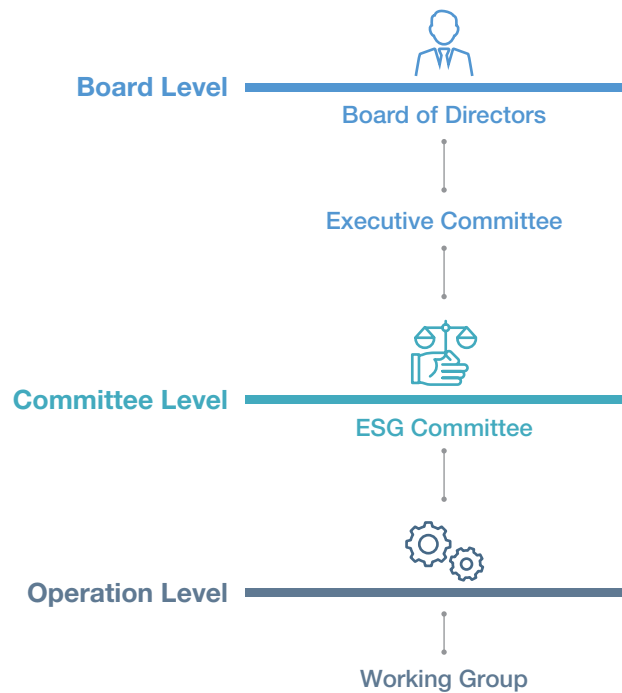 Board Level
Board of Directors
Executive Committee
Committee Level
ESG Committee
Operation Level
Working Group